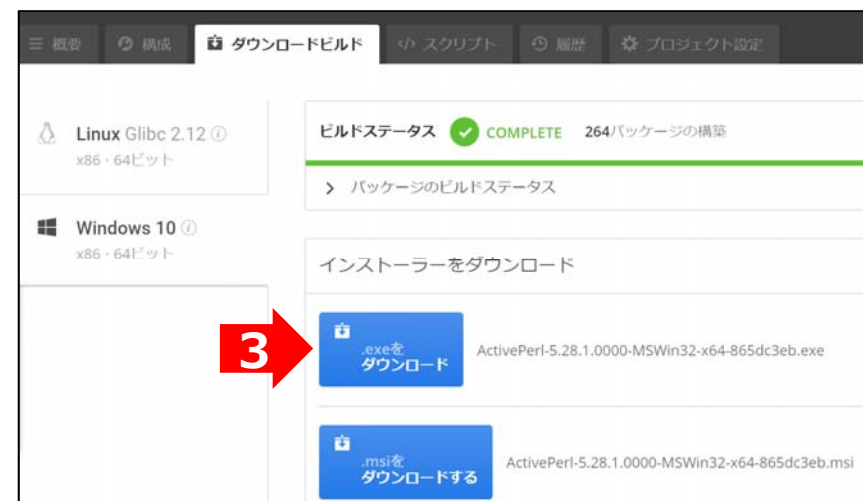 概要 構成 ダウンロードビルド スクリプト 履歴 プロジェクト設定
Linux Glibc 2.12
x86・64ビット
ビルドステータス COMPLETE 264パッケージの構築
パッケージのビルドステータス
Windows 10
x86・64ビット
インストーラーをダウンロード
3
.exeを
ダウンロード
ActivePerl-5.28.1.0000-MSWin32-x64-865dc3eb.exe
.msiを
ダウンロードする
ActivePerl-5.28.1.0000-MSWin32-x64-865dc3eb.msi